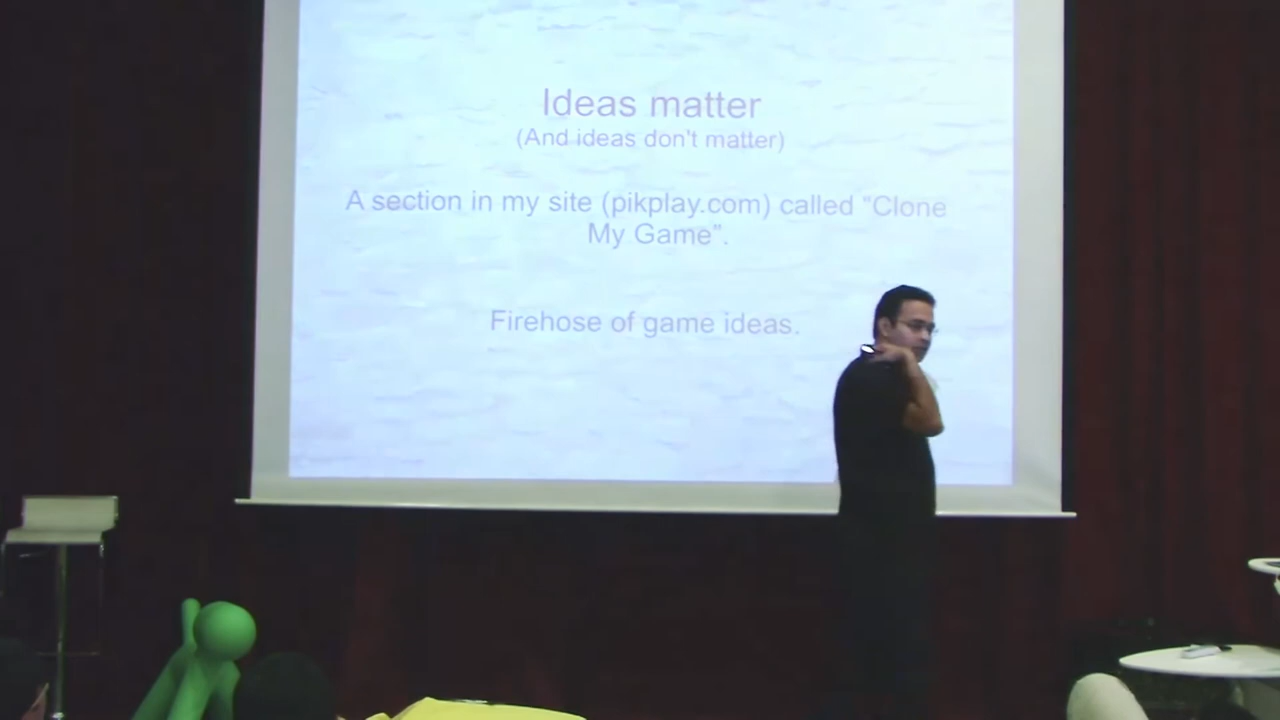 Ideas matter
(And ideas don't matter)
A section in my site (pikplay.com) called "Clone
My Game".
Firehose of game ideas.